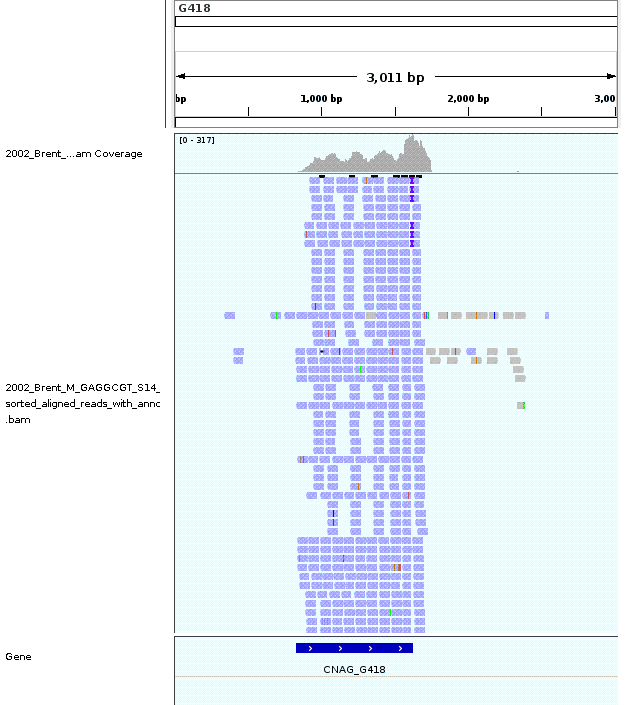 G418
3,011 bp
bp
1,000 bp
2,000 bp
3,00
[0 - 317]
2002_Brent_...am Coverage
2002_Brent_M_GAGGCGT_S14_
sorted_aligned_reads_with_annc
.bam
Gene
CNAG_G418